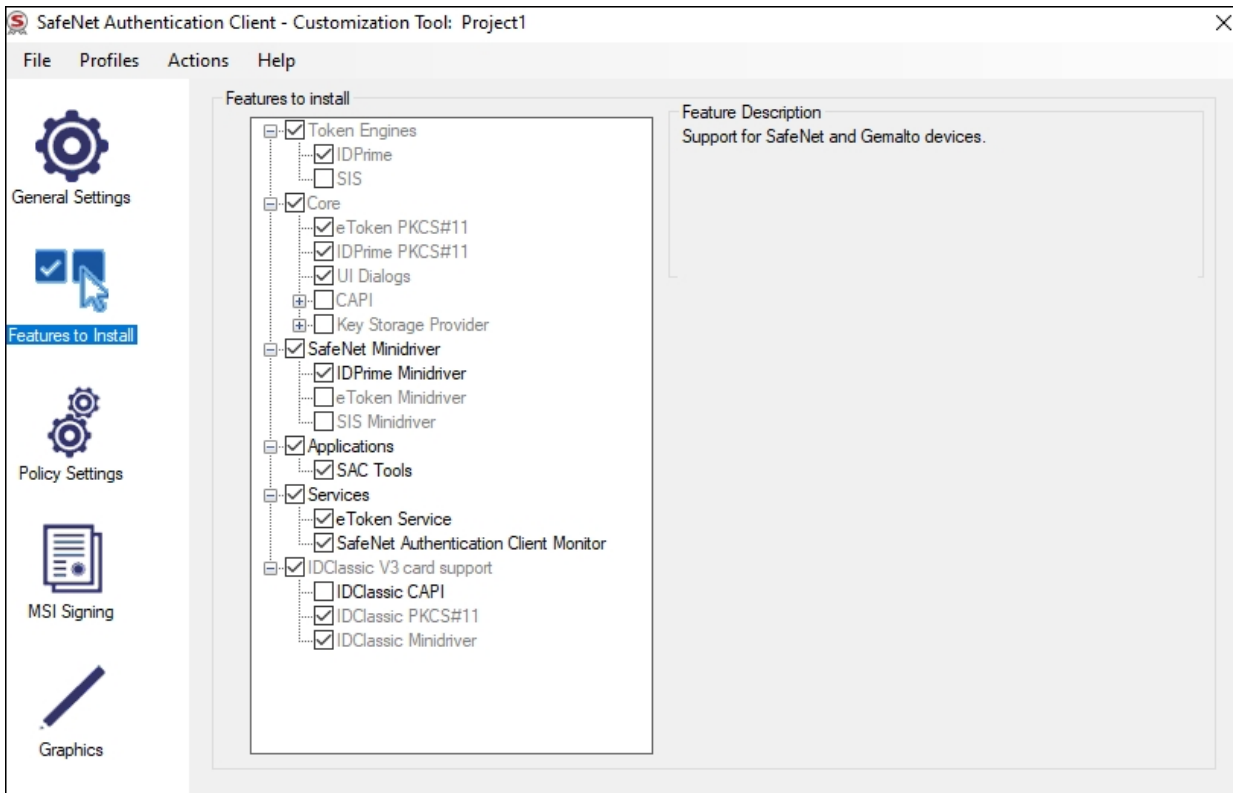 SafeNet Authentication Client - Customization Tool: Project1
File Profiles Actions Help
General Settings
Features to Install
Policy Settings
MSI Signing
Graphics
Features to install
Token Engines
IDPrime
SIS
Core
eToken PKCS#11
IDPrime PKCS#11
UI Dialogs
CAPI
Key Storage Provider
SafeNet Minidriver
IDPrime Minidriver
eToken Minidriver
SIS Minidriver
Applications
SAC Tools
Services
eToken Service
SafeNet Authentication Client Monitor
IDClassic V3 card support
IDClassic CAPI
IDClassic PKCS#11
IDClassic Minidriver
Feature Description
Support for SafeNet and Gemalto devices.